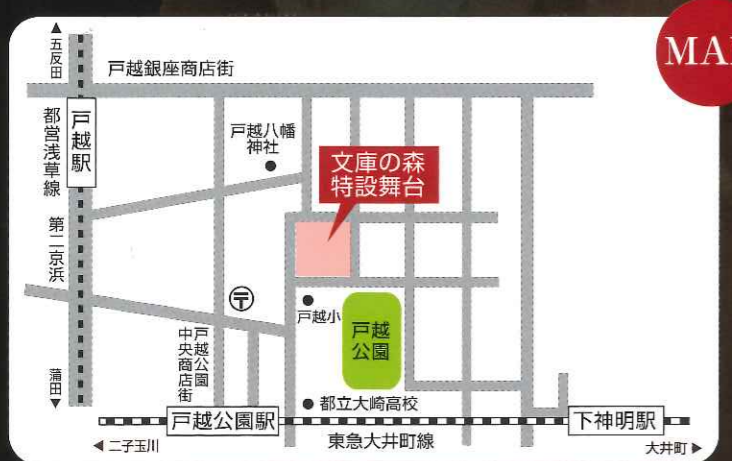 MAP
▲五反田
戸越銀座商店街
戸越駅
都営浅草線
第二京浜
蒲田▼
戸越八幡
神社
文庫の森
特設舞台
〒
戸越小
戸越
公園
戸越公園
中央商店街
都立大崎高校
戸越公園駅
下神明駅
◀ 二子玉川
東急大井町線
大井町 ▶